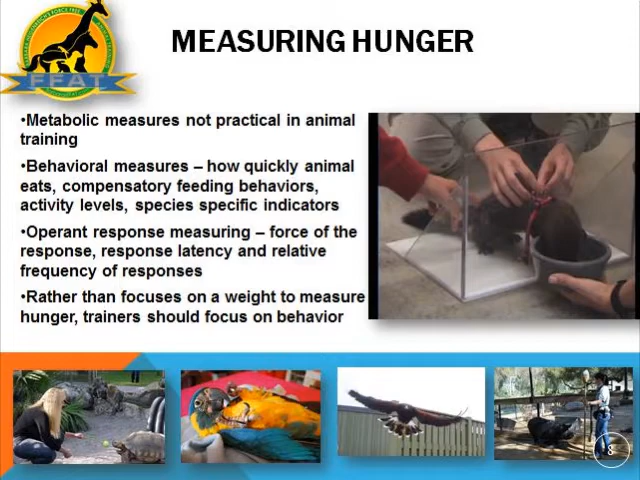 MEASURING HUNGER
FFAT
•Metabolic measures not practical in animal
training
•Behavioral measures – how quickly animal
eats, compensatory feeding behaviors,
activity levels, species specific indicators
•Operant response measuring – force of the
response, response latency and relative
frequency of responses
•Rather than focuses on a weight to measure
hunger, trainers should focus on behavior
8